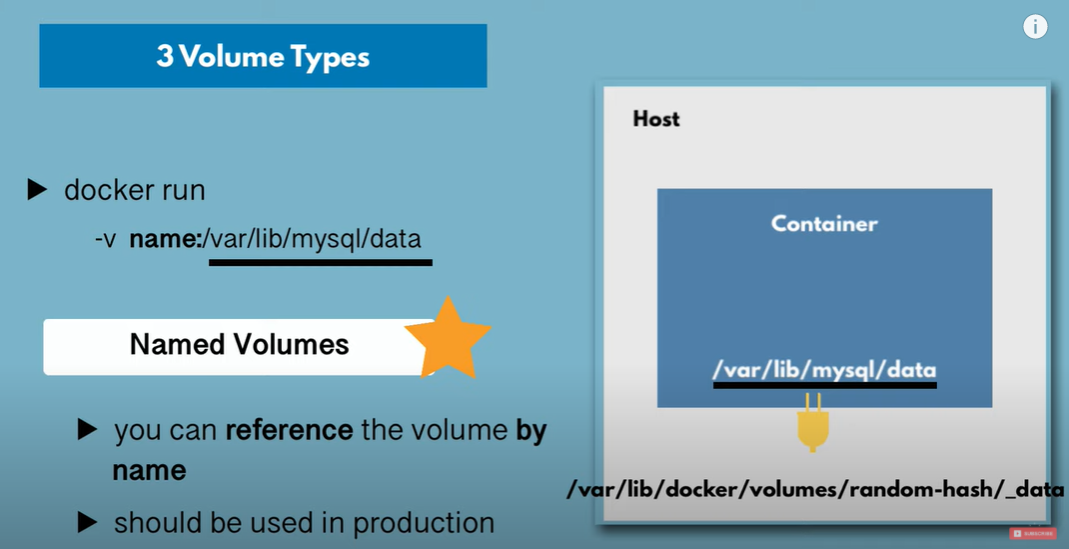 3 Volume Types
docker run
-v name:/var/lib/mysql/data
Named Volumes
you can reference the volume by
name
should be used in production
i
Host
Container
/var/lib/mysql/data
/var/lib/docker/volumes/random-hash/_data
SUBSCRIBE